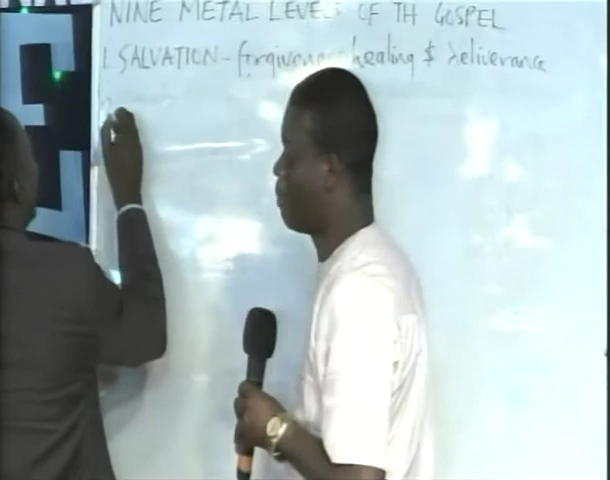 NINE METAL LEVELS OF TH GOSPEL
1. SALVATION - forgiveness healing $ deliverance